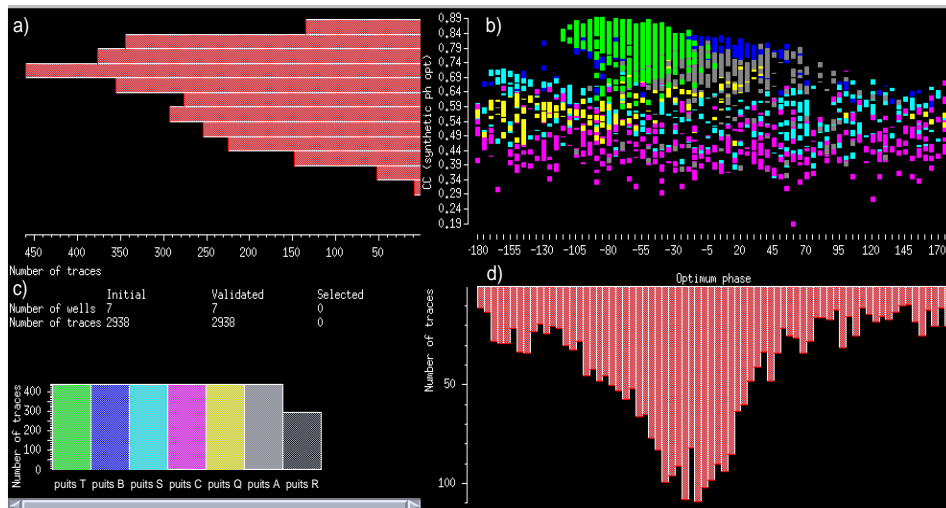 a)
450 400 350 300 250 200 150 100 50
Number of traces
b)
CC (synthetic ph opt)
0.89
0.84
0.79
0.74
0.69
0.64
0.59
0.54
0.49
0.44
0.39
0.34
0.29
0.24
0.19
-180 -155 -130 -105 -80 -55 -30 -5 20 45 70 95 120 145 170
Optimum phase
c)
Initial Validated Selected
Number of wells 7 7 0
Number of traces 2938 2938 0
Number of traces
400
300
200
100
0
puits T puits B puits S puits C puits Q puits A puits R
d)
Number of traces
50
100